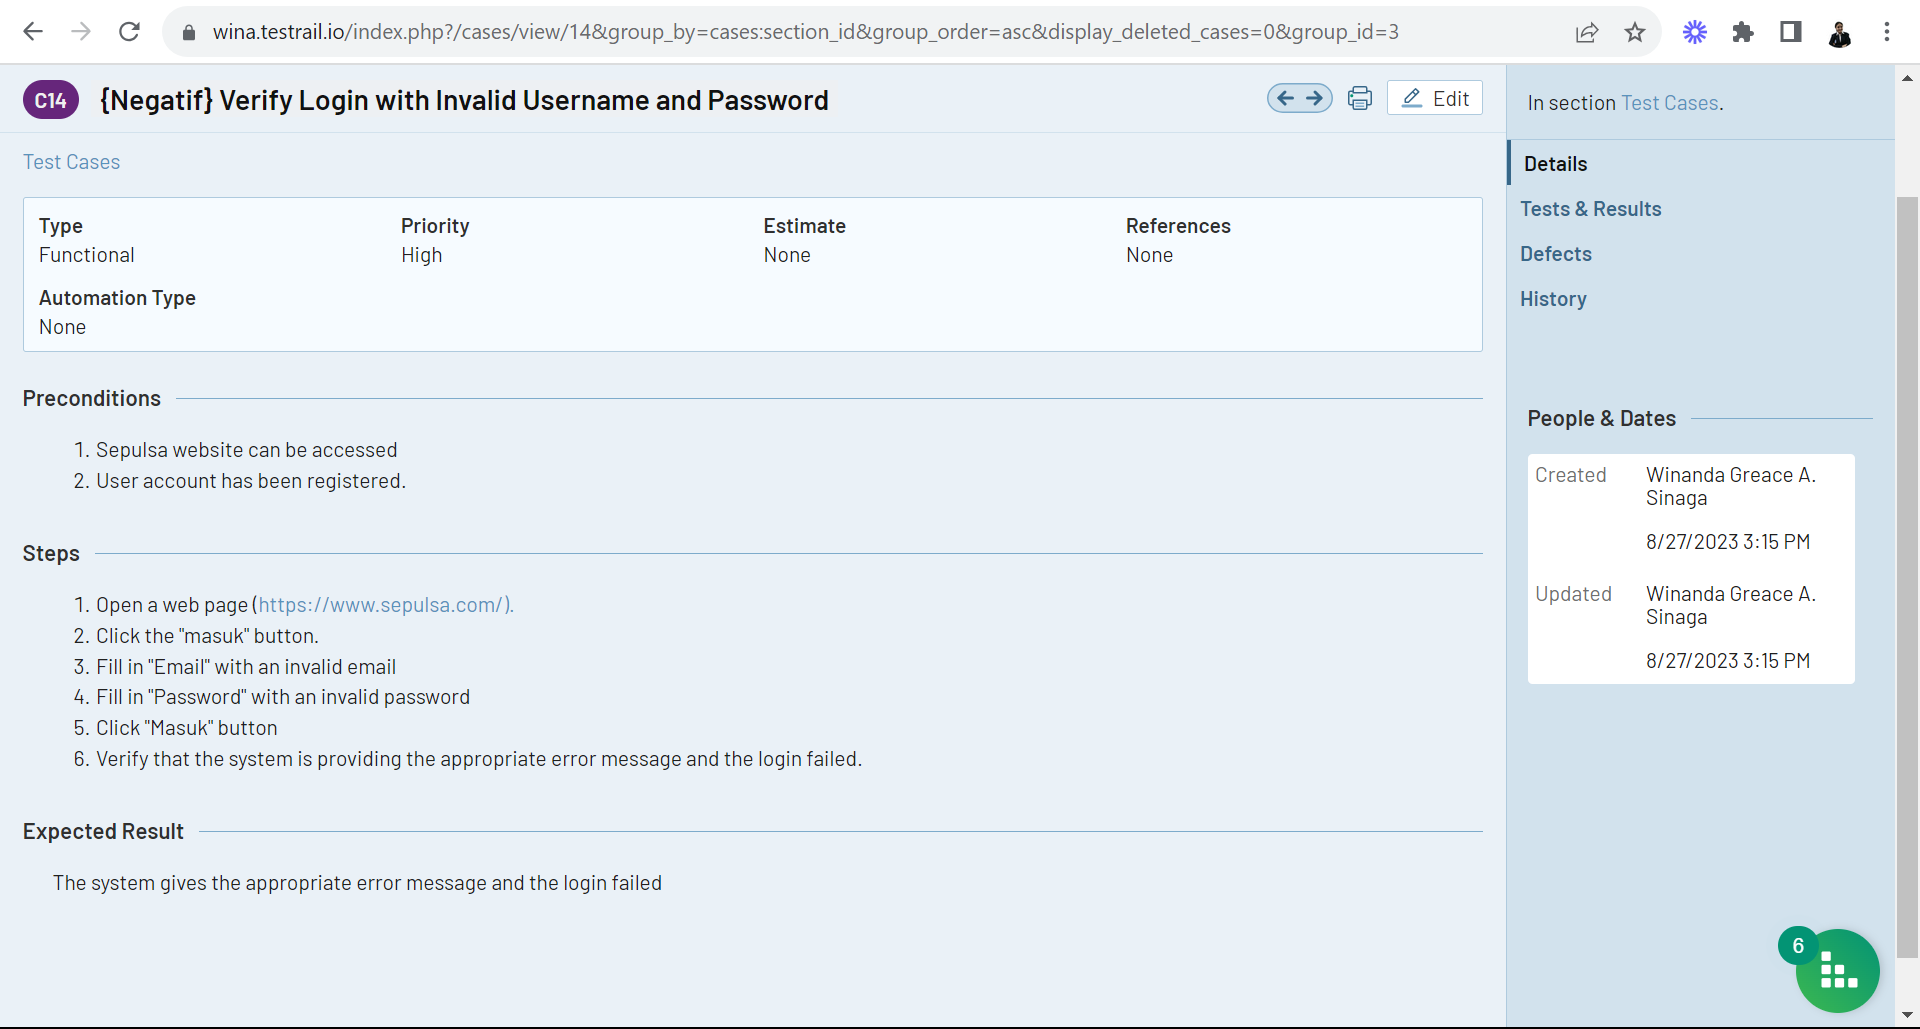 wina.testrail.io/index.php?/cases/view/14&group_by=cases:section_id&group_order=asc&display_deleted_cases=0&group_id=3
C14 {Negatif} Verify Login with Invalid Username and Password
Edit
Test Cases
Type
Functional
Priority
High
Estimate
None
References
None
Automation Type
None
Preconditions
1. Sepulsa website can be accessed
2. User account has been registered.
Steps
1. Open a web page (https://www.sepulsa.com/).
2. Click the "masuk" button.
3. Fill in "Email" with an invalid email
4. Fill in "Password" with an invalid password
5. Click "Masuk" button
6. Verify that the system is providing the appropriate error message and the login failed.
Expected Result
The system gives the appropriate error message and the login failed
In section Test Cases.
Details
Tests & Results
Defects
History
People & Dates
Created
Winanda Greace A.
Sinaga
8/27/2023 3:15 PM
Updated
Winanda Greace A.
Sinaga
8/27/2023 3:15 PM
6